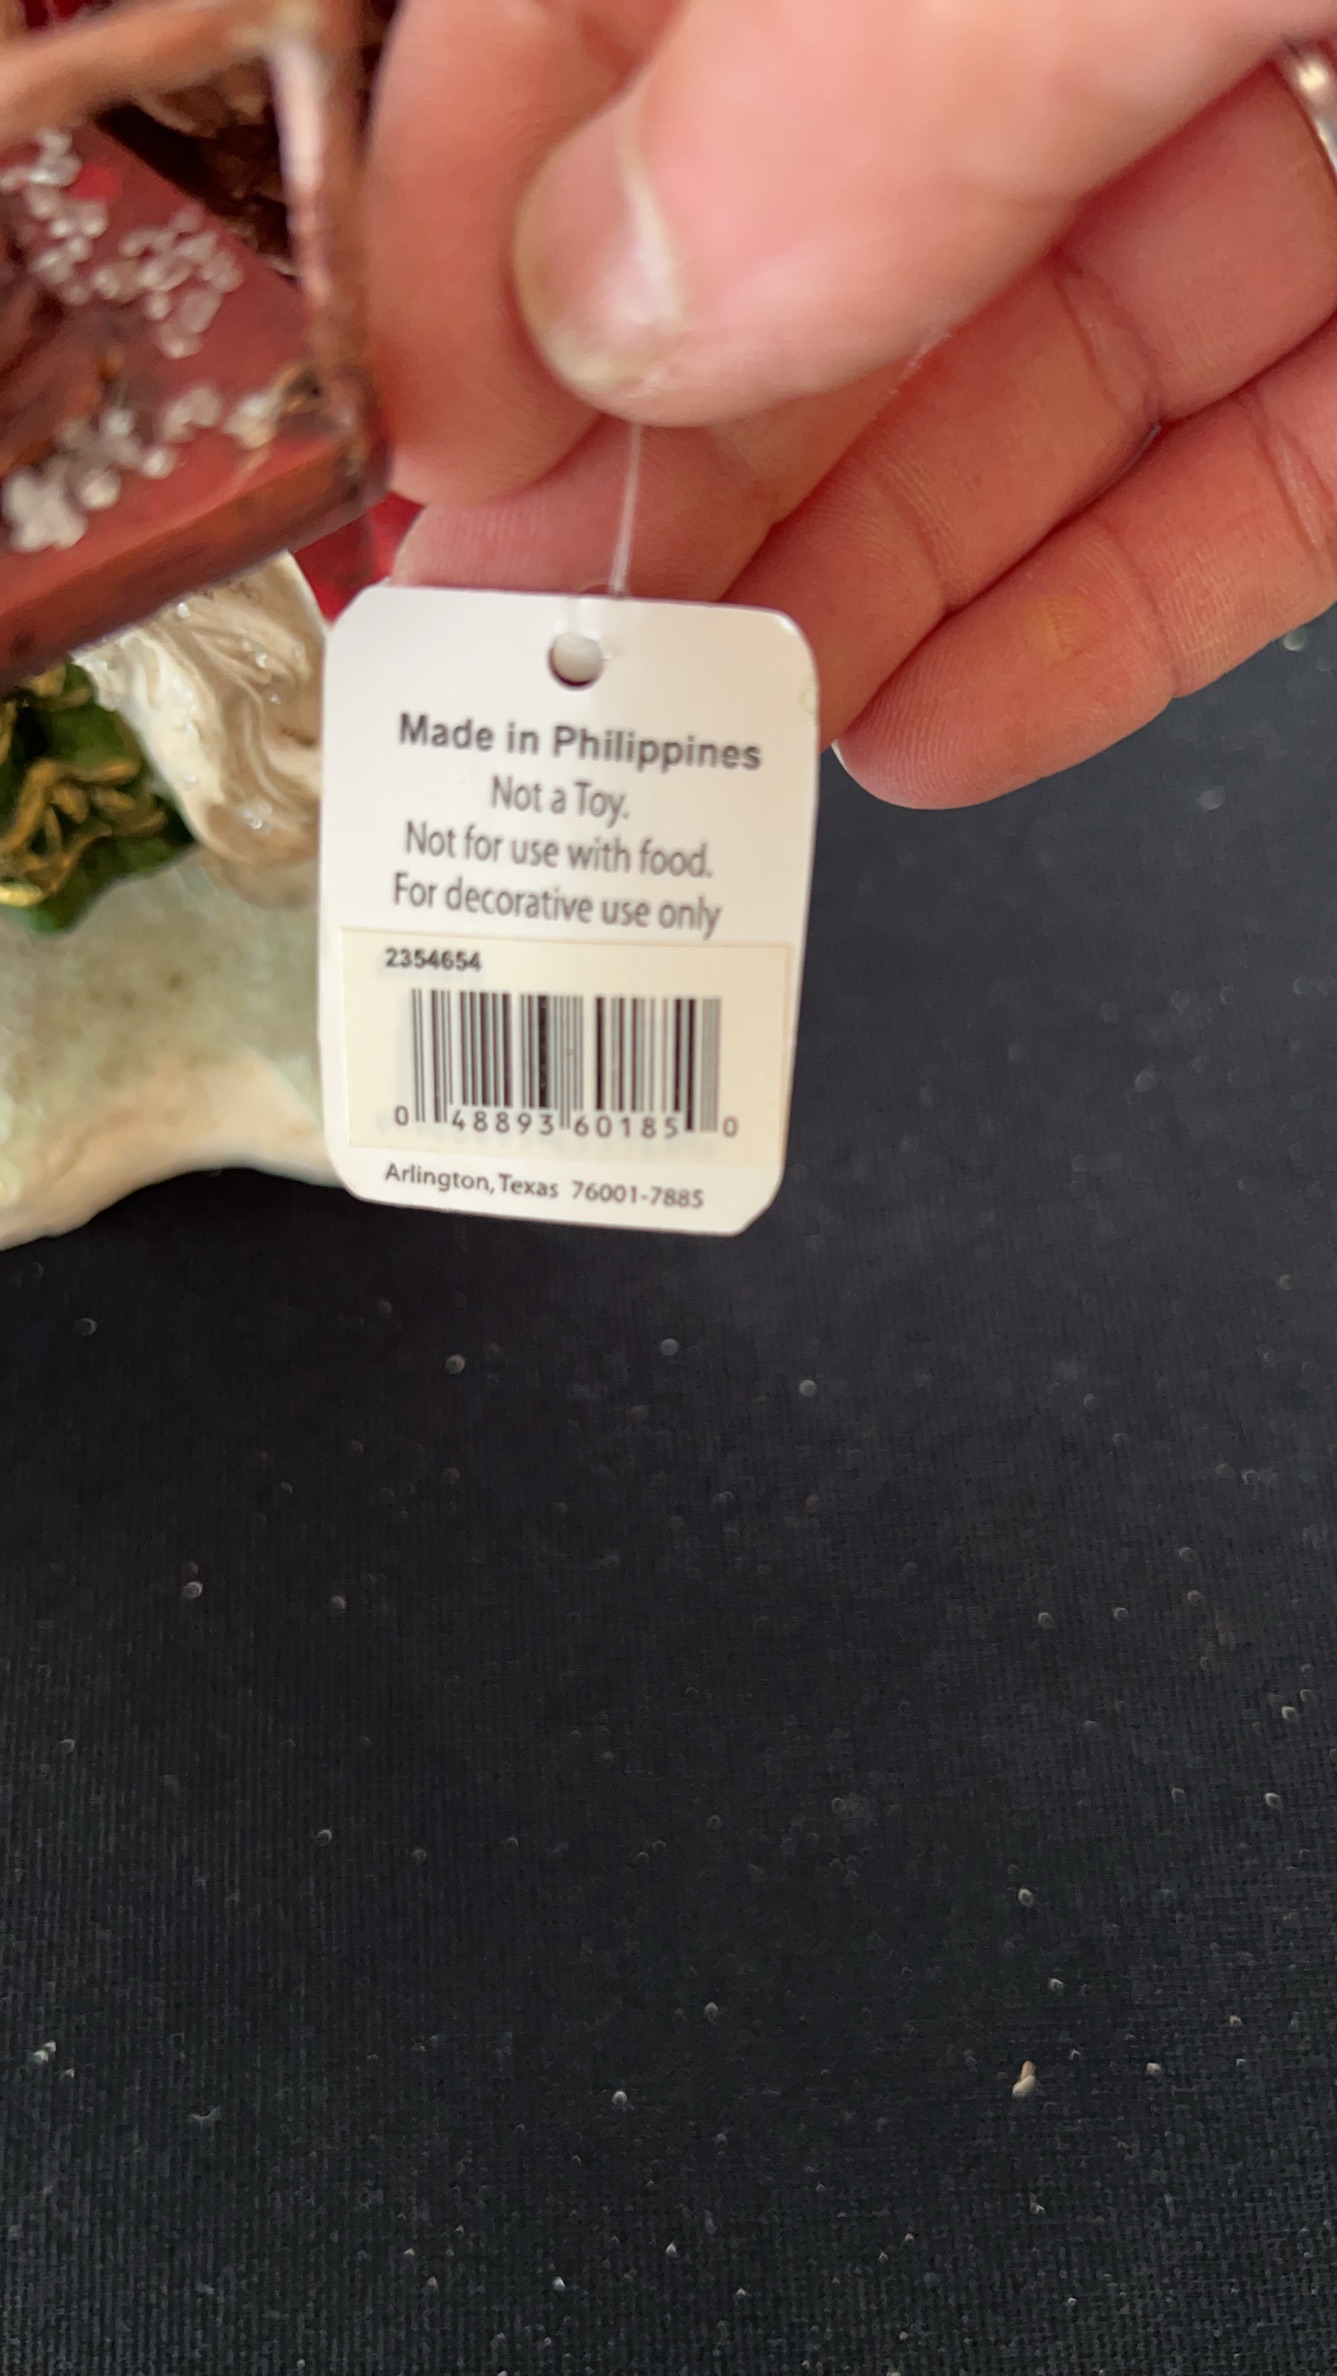 Made in Philippines
Not a Toy.
Not for use with food.
For decorative use only
2354654
0 48893 60185 0
Arlington, Texas 76001-7885